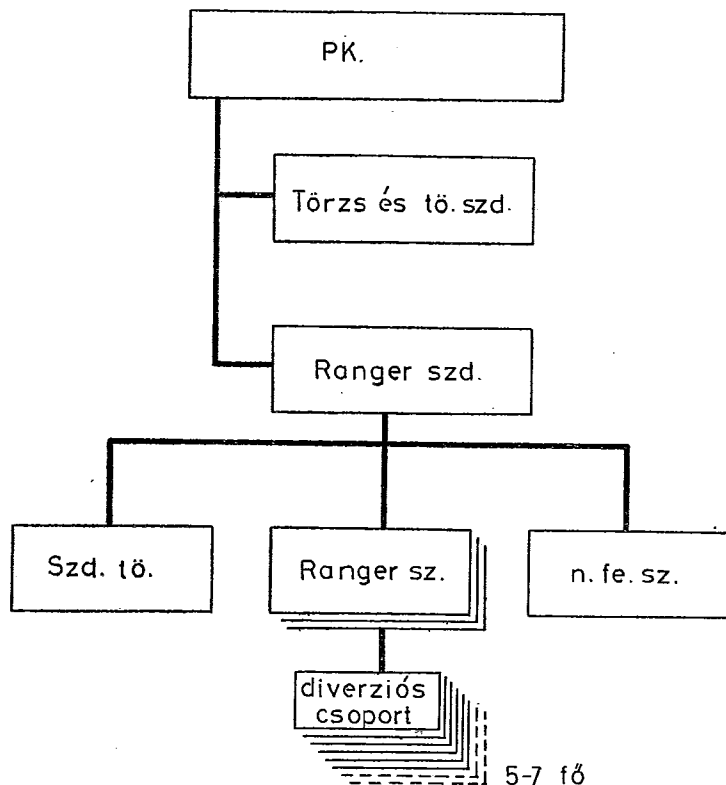 PK.
Törzs és tö. szd.
Ranger szd.
Szd. tö.
Ranger sz.
n. fe. sz.
diverziós
csoport
5-7 fő